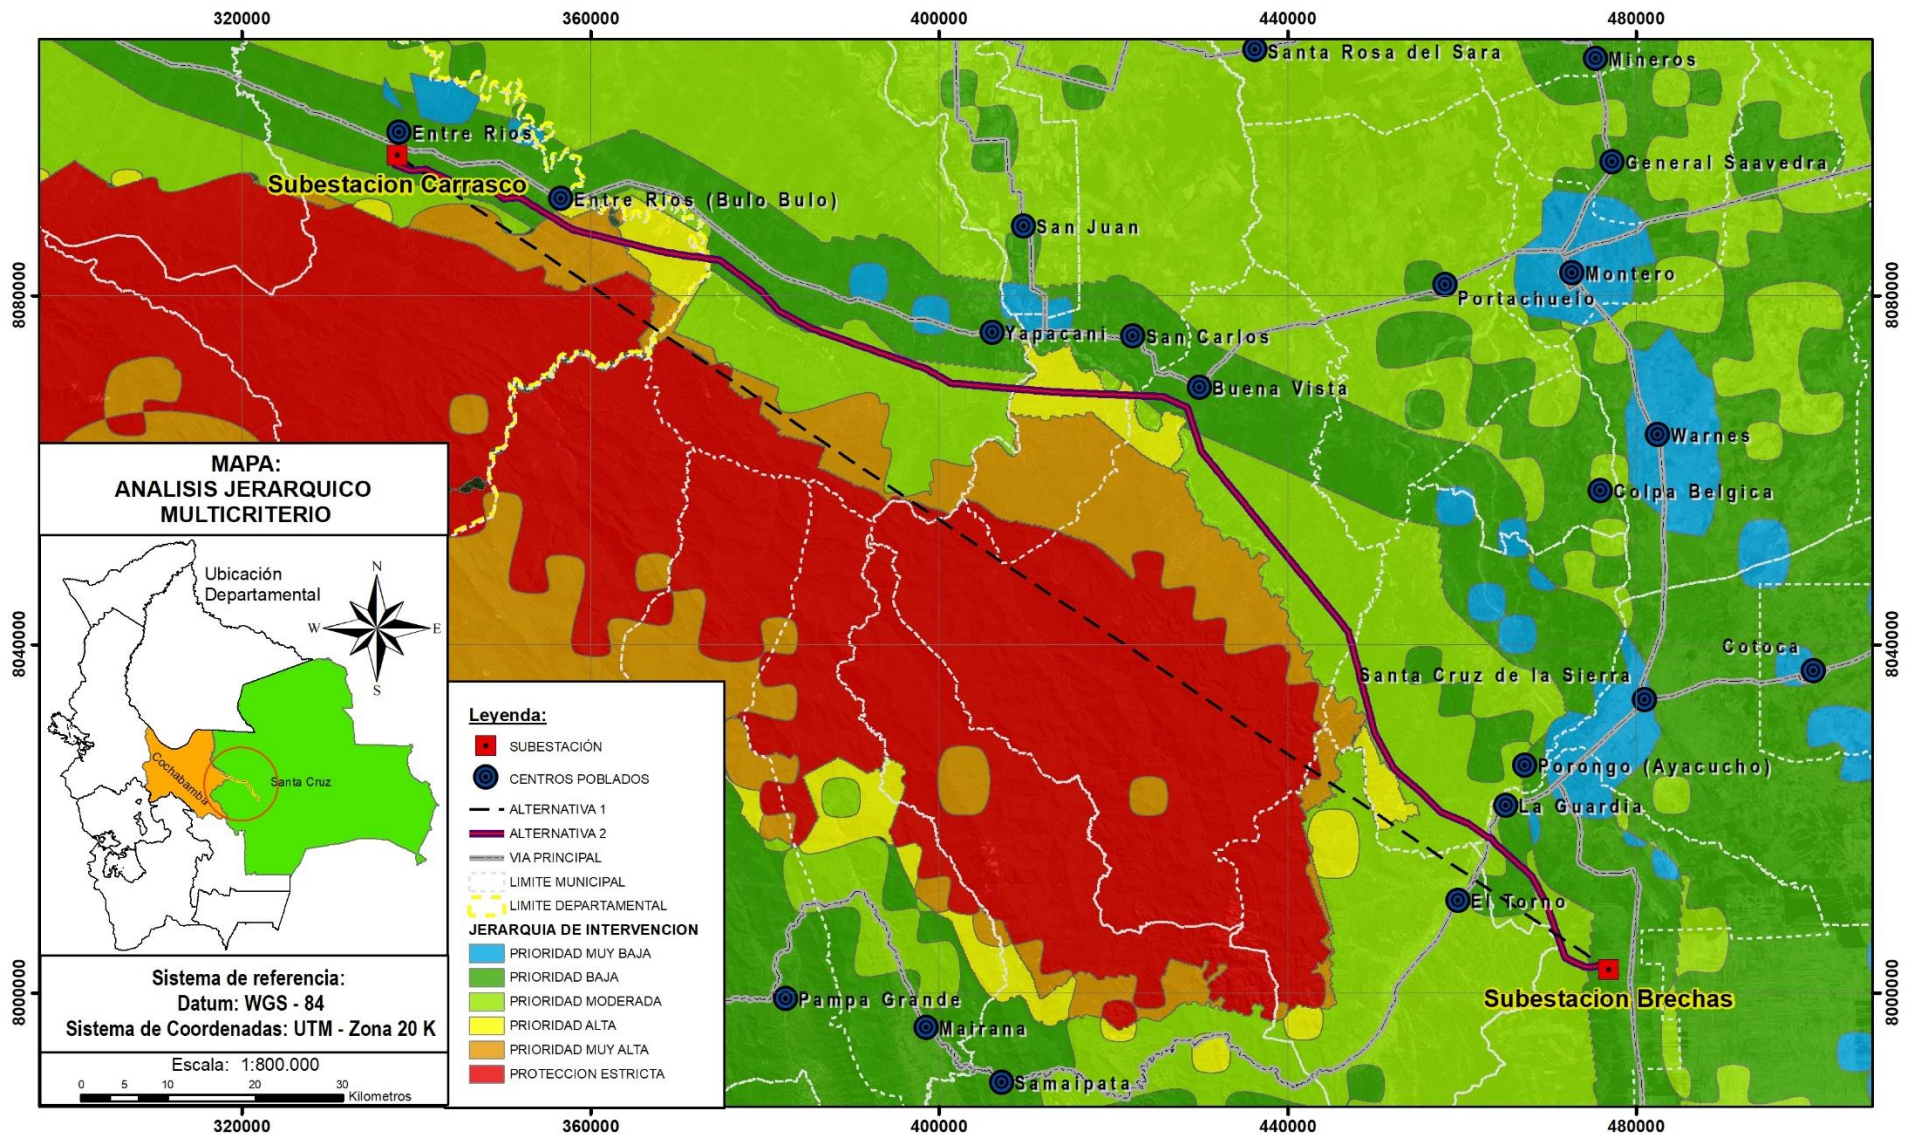 320000
360000
400000
440000
480000
Santa Rosa del Sara
Mineros
Entre Rios
General Saavedra
Subestacion Carrasco
Entre Rios (Bulo Bulo)
San Juan
Montero
Portachuelo
8080000
8080000
Yapacani
San Carlos
Buena Vista
Warnes
Colpa Belgica
MAPA:
ANALISIS JERARQUICO
MULTICRITERIO
Ubicación
Departamental
N
W
E
S
Cochabamba
Santa Cruz
8040000
8040000
Cotoca
Santa Cruz de la Sierra
Porongo (Ayacucho)
La Guardia
El Torno
Subestacion Brechas
Pampa Grande
Mairana
Samaipata
8000000
8000000
Leyenda:
SUBESTACIÓN
CENTROS POBLADOS
ALTERNATIVA 1
ALTERNATIVA 2
VIA PRINCIPAL
LIMITE MUNICIPAL
LIMITE DEPARTAMENTAL
JERARQUIA DE INTERVENCION
PRIORIDAD MUY BAJA
PRIORIDAD BAJA
PRIORIDAD MODERADA
PRIORIDAD ALTA
PRIORIDAD MUY ALTA
PROTECCION ESTRICTA
Sistema de referencia:
Datum: WGS - 84
Sistema de Coordenadas: UTM - Zona 20 K
Escala: 1:800.000
0 5 10 20 30
Kilometros
320000
360000
400000
440000
480000